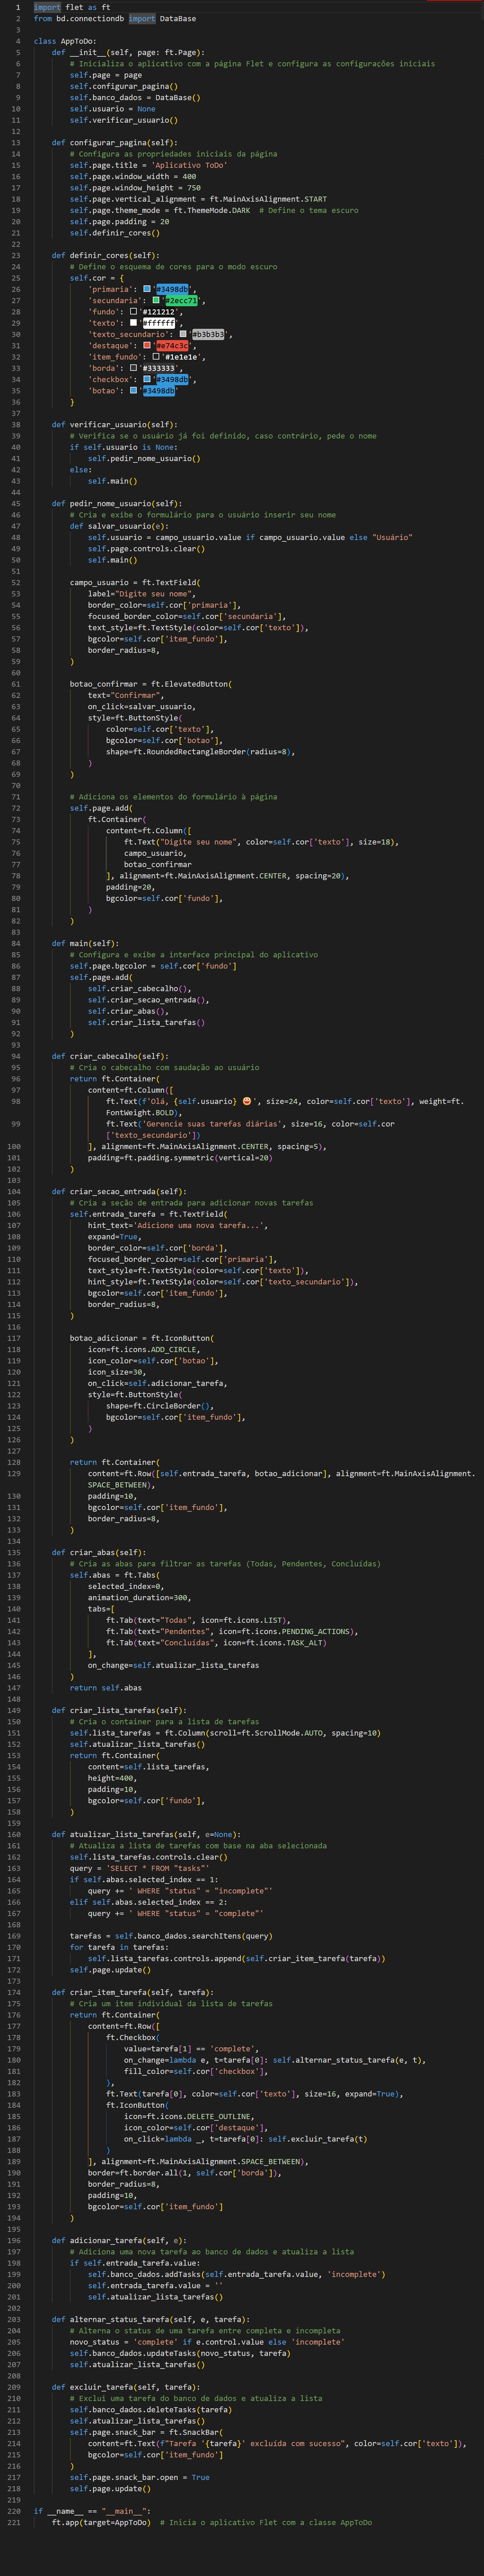 1 import flet as ft
2 from bd.connectiondb import DataBase
3
4 class AppToDo:
5     def __init__(self, page: ft.Page):
6         # Inicializa o aplicativo com a página Flet e configura as configurações iniciais
7         self.page = page
8         self.configurar_pagina()
9         self.banco_dados = DataBase()
10         self.usuario = None
11         self.verificar_usuario()
12
13     def configurar_pagina(self):
14         # Configura as propriedades iniciais da página
15         self.page.title = 'Aplicativo ToDo'
16         self.page.window_width = 400
17         self.page.window_height = 750
18         self.page.vertical_alignment = ft.MainAxisAlignment.START
19         self.page.theme_mode = ft.ThemeMode.DARK  # Define o tema escuro
20         self.page.padding = 20
21         self.definir_cores()
22
23     def definir_cores(self):
24         # Define o esquema de cores para o modo escuro
25         self.cor = {
26             'primaria': '#3498db',
27             'secundaria': '#2ecc71',
28             'fundo': '#121212',
29             'texto': '#ffffff',
30             'texto_secundario': '#b3b3b3',
31             'destaque': '#e74c3c',
32             'item_fundo': '#1e1e1e',
33             'borda': '#333333',
34             'checkbox': '#3498db',
35             'botao': '#3498db'
36         }
37
38     def verificar_usuario(self):
39         # Verifica se o usuário já foi definido, caso contrário, pede o nome
40         if self.usuario is None:
41             self.pedir_nome_usuario()
42         else:
43             self.main()
44
45     def pedir_nome_usuario(self):
46         # Cria e exibe o formulário para o usuário inserir seu nome
47         def salvar_usuario(e):
48             self.usuario = campo_usuario.value if campo_usuario.value else "Usuário"
49             self.page.controls.clear()
50             self.main()
51
52         campo_usuario = ft.TextField(
53             label="Digite seu nome",
54             border_color=self.cor['primaria'],
55             focused_border_color=self.cor['secundaria'],
56             text_style=ft.TextStyle(color=self.cor['texto']),
57             bgcolor=self.cor['item_fundo'],
58             border_radius=8,
59         )
60
61         botao_confirmar = ft.ElevatedButton(
62             text="Confirmar",
63             on_click=salvar_usuario,
64             style=ft.ButtonStyle(
65                 color=self.cor['texto'],
66                 bgcolor=self.cor['botao'],
67                 shape=ft.RoundedRectangleBorder(radius=8),
68             )
69         )
70
71         # Adiciona os elementos do formulário à página
72         self.page.add(
73             ft.Container(
74                 content=ft.Column([
75                     ft.Text("Digite seu nome", color=self.cor['texto'], size=18),
76                     campo_usuario,
77                     botao_confirmar
78                 ], alignment=ft.MainAxisAlignment.CENTER, spacing=20),
79                 padding=20,
80                 bgcolor=self.cor['fundo'],
81             )
82         )
83
84     def main(self):
85         # Configura e exibe a interface principal do aplicativo
86         self.page.bgcolor = self.cor['fundo']
87         self.page.add(
88             self.criar_cabecalho(),
89             self.criar_secao_entrada(),
90             self.criar_abas(),
91             self.criar_lista_tarefas()
92         )
93
94     def criar_cabecalho(self):
95         # Cria o cabeçalho com saudação ao usuário
96         return ft.Container(
97             content=ft.Column([
98                 ft.Text(f'Olá, {self.usuario} 😄', size=24, color=self.cor['texto'], weight=ft.
                FontWeight.BOLD),
99                 ft.Text('Gerencie suas tarefas diárias', size=16, color=self.cor
                ['texto_secundario'])
100             ], alignment=ft.MainAxisAlignment.CENTER, spacing=5),
101             padding=ft.padding.symmetric(vertical=20)
102         )
103
104     def criar_secao_entrada(self):
105         # Cria a seção de entrada para adicionar novas tarefas
106         self.entrada_tarefa = ft.TextField(
107             hint_text='Adicione uma nova tarefa...',
108             expand=True,
109             border_color=self.cor['borda'],
110             focused_border_color=self.cor['primaria'],
111             text_style=ft.TextStyle(color=self.cor['texto']),
112             hint_style=ft.TextStyle(color=self.cor['texto_secundario']),
113             bgcolor=self.cor['item_fundo'],
114             border_radius=8,
115         )
116
117         botao_adicionar = ft.IconButton(
118             icon=ft.icons.ADD_CIRCLE,
119             icon_color=self.cor['botao'],
120             icon_size=30,
121             on_click=self.adicionar_tarefa,
122             style=ft.ButtonStyle(
123                 shape=ft.CircleBorder(),
124                 bgcolor=self.cor['item_fundo'],
125             )
126         )
127
128         return ft.Container(
129             content=ft.Row([self.entrada_tarefa, botao_adicionar], alignment=ft.MainAxisAlignment.
            SPACE_BETWEEN),
130             padding=10,
131             bgcolor=self.cor['item_fundo'],
132             border_radius=8,
133         )
134
135     def criar_abas(self):
136         # Cria as abas para filtrar as tarefas (Todas, Pendentes, Concluídas)
137         self.abas = ft.Tabs(
138             selected_index=0,
139             animation_duration=300,
140             tabs=[
141                 ft.Tab(text="Todas", icon=ft.icons.LIST),
142                 ft.Tab(text="Pendentes", icon=ft.icons.PENDING_ACTIONS),
143                 ft.Tab(text="Concluídas", icon=ft.icons.TASK_ALT)
144             ],
145             on_change=self.atualizar_lista_tarefas
146         )
147         return self.abas
148
149     def criar_lista_tarefas(self):
150         # Cria o container para a lista de tarefas
151         self.lista_tarefas = ft.Column(scroll=ft.ScrollMode.AUTO, spacing=10)
152         self.atualizar_lista_tarefas()
153         return ft.Container(
154             content=self.lista_tarefas,
155             height=400,
156             padding=10,
157             bgcolor=self.cor['fundo'],
158         )
159
160     def atualizar_lista_tarefas(self, e=None):
161         # Atualiza a lista de tarefas com base na aba selecionada
162         self.lista_tarefas.controls.clear()
163         query = 'SELECT * FROM "tasks"'
164         if self.abas.selected_index == 1:
165             query += ' WHERE "status" = "incomplete"'
166         elif self.abas.selected_index == 2:
167             query += ' WHERE "status" = "complete"'
168
169         tarefas = self.banco_dados.searchItens(query)
170         for tarefa in tarefas:
171             self.lista_tarefas.controls.append(self.criar_item_tarefa(tarefa))
172         self.page.update()
173
174     def criar_item_tarefa(self, tarefa):
175         # Cria um item individual da lista de tarefas
176         return ft.Container(
177             content=ft.Row([
178                 ft.Checkbox(
179                     value=tarefa[1] == 'complete',
180                     on_change=lambda e, t=tarefa[0]: self.alternar_status_tarefa(e, t),
181                     fill_color=self.cor['checkbox'],
182                 ),
183                 ft.Text(tarefa[0], color=self.cor['texto'], size=16, expand=True),
184                 ft.IconButton(
185                     icon=ft.icons.DELETE_OUTLINE,
186                     icon_color=self.cor['destaque'],
187                     on_click=lambda _, t=tarefa[0]: self.excluir_tarefa(t)
188                 )
189             ], alignment=ft.MainAxisAlignment.SPACE_BETWEEN),
190             border=ft.border.all(1, self.cor['borda']),
191             border_radius=8,
192             padding=10,
193             bgcolor=self.cor['item_fundo']
194         )
195
196     def adicionar_tarefa(self, e):
197         # Adiciona uma nova tarefa ao banco de dados e atualiza a lista
198         if self.entrada_tarefa.value:
199             self.banco_dados.addTasks(self.entrada_tarefa.value, 'incomplete')
200             self.entrada_tarefa.value = ''
201             self.atualizar_lista_tarefas()
202
203     def alternar_status_tarefa(self, e, tarefa):
204         # Alterna o status de uma tarefa entre completa e incompleta
205         novo_status = 'complete' if e.control.value else 'incomplete'
206         self.banco_dados.updateTasks(novo_status, tarefa)
207         self.atualizar_lista_tarefas()
208
209     def excluir_tarefa(self, tarefa):
210         # Exclui uma tarefa do banco de dados e atualiza a lista
211         self.banco_dados.deleteTasks(tarefa)
212         self.atualizar_lista_tarefas()
213         self.page.snack_bar = ft.SnackBar(
214             content=ft.Text(f"Tarefa '{tarefa}' excluída com sucesso", color=self.cor['texto']),
215             bgcolor=self.cor['item_fundo']
216         )
217         self.page.snack_bar.open = True
218         self.page.update()
219
220 if __name__ == "__main__":
221     ft.app(target=AppToDo)  # Inicia o aplicativo Flet com a classe AppToDo